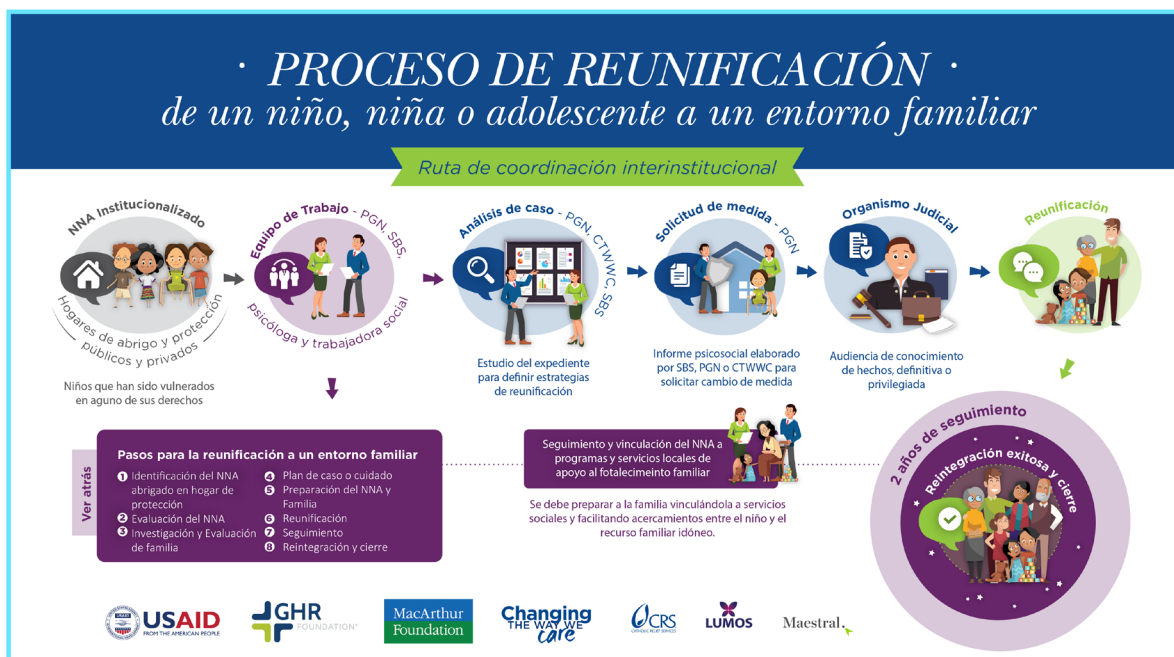 · PROCESO DE REUNIFICACIÓN ·
de un niño, niña o adolescente a un entorno familiar
Ruta de coordinación interinstitucional
NNA Institucionalizado
Hogares de abrigo y protección
públicos y privados
Niños que han sido vulnerados
en aguno de sus derechos
Equipo de Trabajo - PGN, SBS,
psicóloga y trabajadora social
Análisis de caso - PGN, CTWWC, SBS
Estudio del expediente
para definir estrategias
de reunificación
Solicitud de medida - PGN
Informe psicosocial elaborado
por SBS, PGN o CTWWC para
solicitar cambio de medida
Organismo Judicial
Audiencia de conocimiento
de hechos, definitiva o
privilegiada
Reunificación
Ver atrás
Pasos para la reunificación a un entorno familiar
1 Identificación del NNA
abrigado en hogar de
protección
2 Evaluación del NNA
3 Investigación y Evaluación
de familia
4 Plan de caso o cuidado
5 Preparación del NNA y
Familia
6 Reunificación
7 Seguimiento
8 Reintegración y cierre
Seguimiento y vinculación del NNA a
programas y servicios locales de
apoyo al fotalecimiento familiar
Se debe preparar a la familia vinculándola a servicios
sociales y facilitando acercamientos entre el niño y el
recurso familiar idóneo.
2 años de seguimiento
Reintegración exitosa y cierre
USAID
FROM THE AMERICAN PEOPLE
GHR
FOUNDATION
MacArthur
Foundation
Changing
THE WAY WE
care
CRS
CATHOLIC RELIEF SERVICES
LUMOS
Maestral.